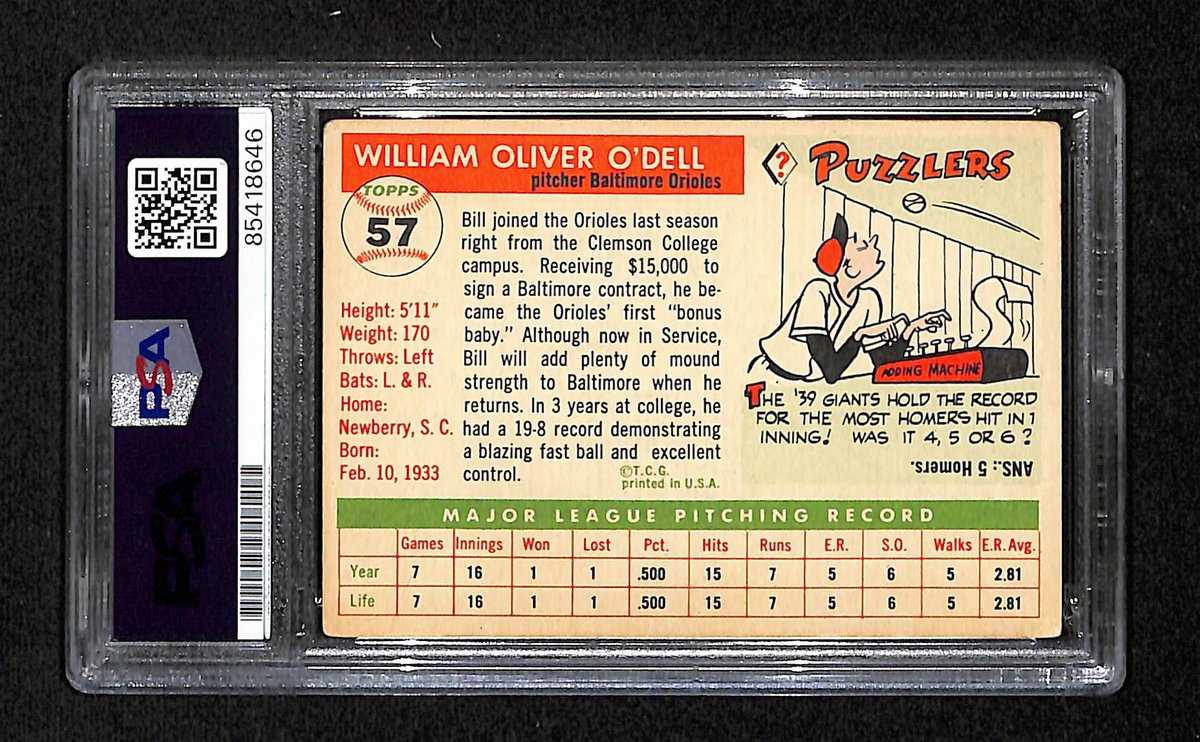 85418646
PSA
PSA
WILLIAM OLIVER O'DELL
pitcher Baltimore Orioles
TOPPS
57
Bill joined the Orioles last season
right from the Clemson College
campus. Receiving $15,000 to
sign a Baltimore contract, he be-
came the Orioles' first "bonus
baby." Although now in Service,
Bill will add plenty of mound
strength to Baltimore when he
returns. In 3 years at college, he
had a 19-8 record demonstrating
a blazing fast ball and excellent
control.
©T.C.G.
printed in U.S.A.
Height: 5'11"
Weight: 170
Throws: Left
Bats: L. & R.
Home:
Newberry, S. C.
Born:
Feb. 10, 1933
?
PUZZLERS
ADDING MACHINE
THE '39 GIANTS HOLD THE RECORD
FOR THE MOST HOMERS HIT IN 1
INNING! WAS IT 4, 5 OR 6?
ANS.: 5 Homers.
MAJOR LEAGUE PITCHING RECORD
Games Innings Won Lost Pct. Hits Runs E.R. S.O. Walks E.R.Avg.
Year 7 16 1 1 .500 15 7 5 6 5 2.81
Life 7 16 1 1 .500 15 7 5 6 5 2.81